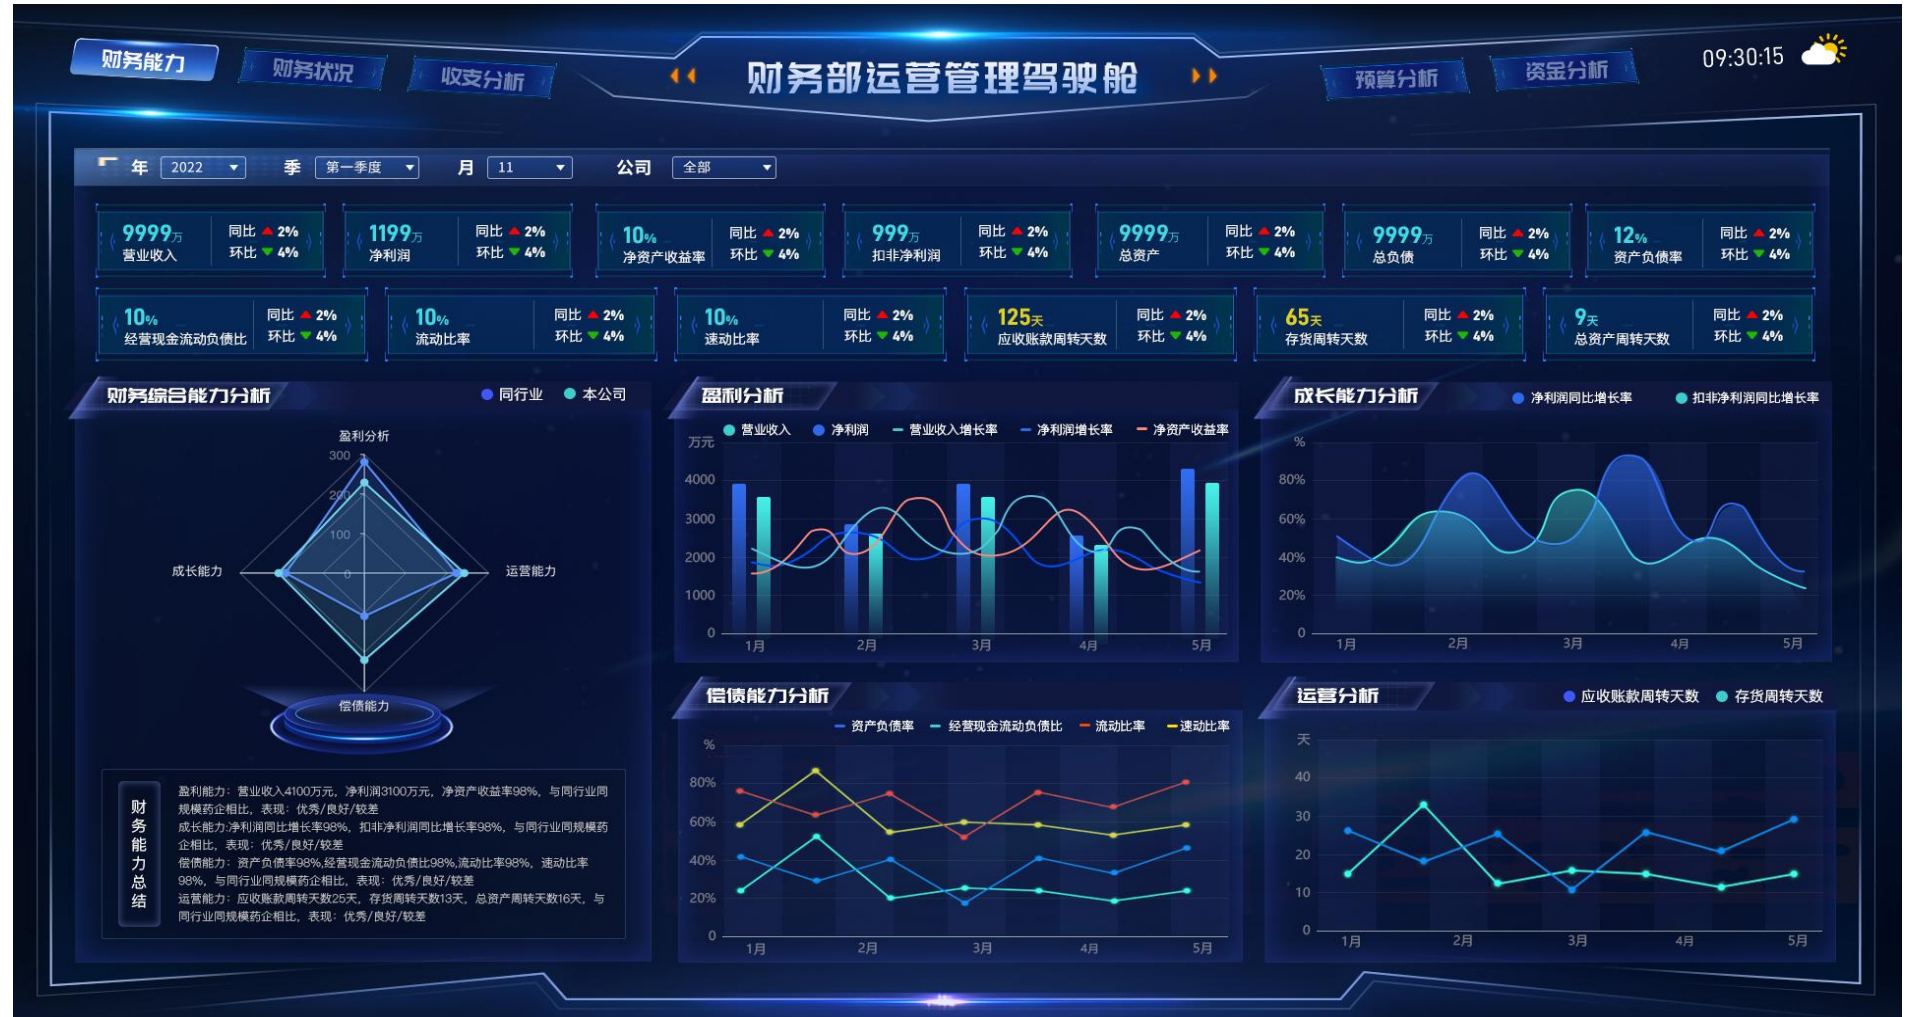 财务能力
财务状况
收支分析
财务部运营管理驾驶舱
预算分析
资金分析
09:30:15
年 2022 季 第一季度 月 11 公司 全部
9999万 营业收入 同比 2% 环比 4%
1199万 净利润 同比 2% 环比 4%
10% 净资产收益率 同比 2% 环比 4%
999万 扣非净利润 同比 2% 环比 4%
9999万 总资产 同比 2% 环比 4%
9999万 总负债 同比 2% 环比 4%
12% 资产负债率 同比 2% 环比 4%
10% 经营现金流动负债比 同比 2% 环比 4%
10% 流动比率 同比 2% 环比 4%
10% 速动比率 同比 2% 环比 4%
125天 应收账款周转天数 同比 2% 环比 4%
65天 存货周转天数 同比 2% 环比 4%
9天 总资产周转天数 同比 2% 环比 4%
财务综合能力分析
同行业 本公司
盈利分析
300
200
100
0
成长能力
运营能力
偿债能力
财务能力总结
盈利能力：营业收入4100万元，净利润3100万元，净资产收益率98%，与同行业同
规模药企相比，表现：优秀/良好/较差
成长能力:净利润同比增长率98%，扣非净利润同比增长率98%，与同行业同规模药
企相比，表现：优秀/良好/较差
偿债能力：资产负债率98%,经营现金流动负债比98%,流动比率98%，速动比率
98%，与同行业同规模药企相比，表现：优秀/良好/较差
运营能力：应收账款周转天数25天，存货周转天数13天，总资产周转天数16天，与
同行业同规模药企相比，表现：优秀/良好/较差
盈利分析
营业收入 净利润 营业收入增长率 净利润增长率 净资产收益率
万元
4000
3000
2000
1000
0
1月 2月 3月 4月 5月
成长能力分析
净利润同比增长率 扣非净利润同比增长率
%
80%
60%
40%
20%
0
1月 2月 3月 4月 5月
偿债能力分析
资产负债率 经营现金流动负债比 流动比率 速动比率
%
80%
60%
40%
20%
0
1月 2月 3月 4月 5月
运营分析
应收账款周转天数 存货周转天数
天
40
30
20
10
0
1月 2月 3月 4月 5月